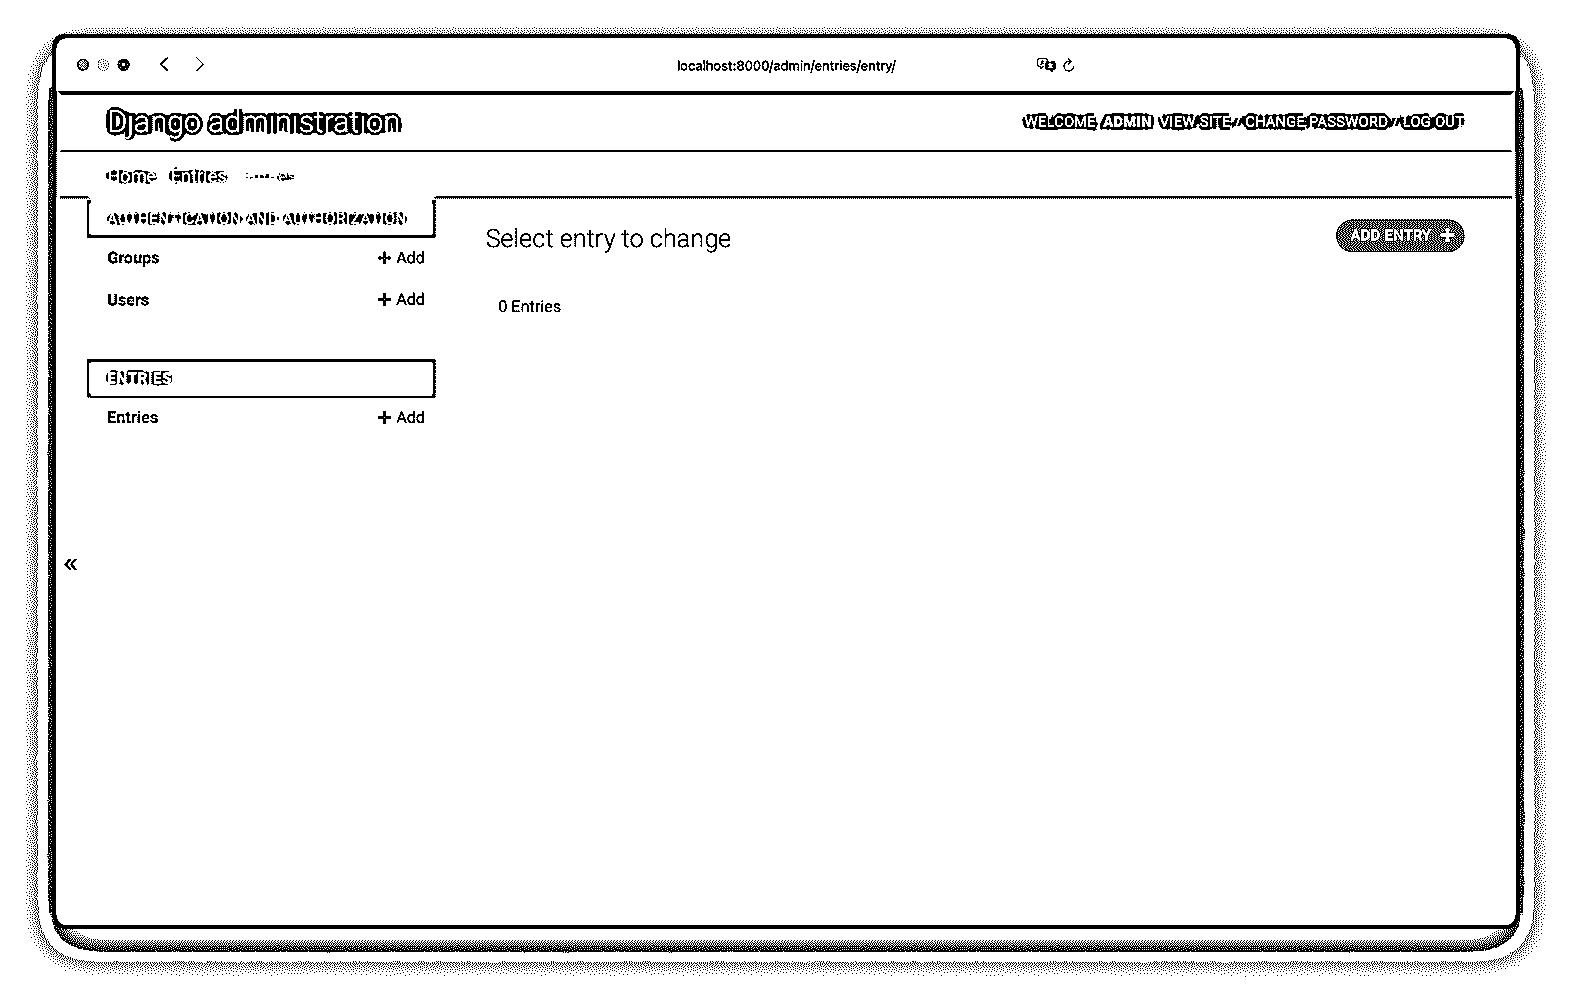 localhost:8000/admin/entries/entry/
Django administration
WELCOME, ADMIN. VIEW SITE / CHANGE PASSWORD / LOG OUT
Home Entries
AUTHENTICATION AND AUTHORIZATION
Groups + Add
Users + Add
ENTRIES
Entries + Add
«
Select entry to change
ADD ENTRY +
0 Entries